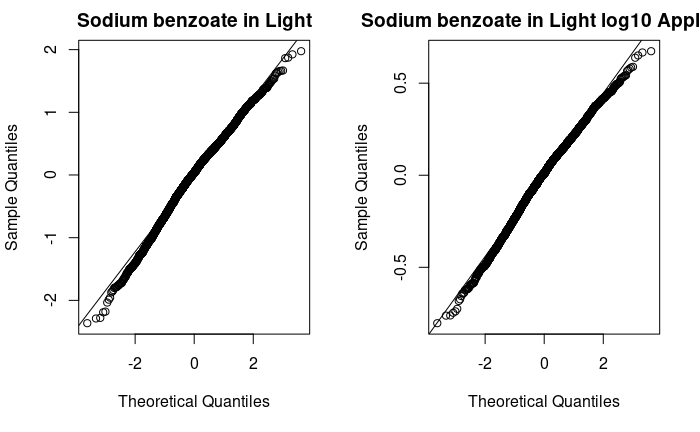 Sodium benzoate in Light
Sample Quantiles
2
1
0
-1
-2
-2 0 2
Theoretical Quantiles
Sodium benzoate in Light log10 Appl
Sample Quantiles
0.5
0.0
-0.5
-2 0 2
Theoretical Quantiles